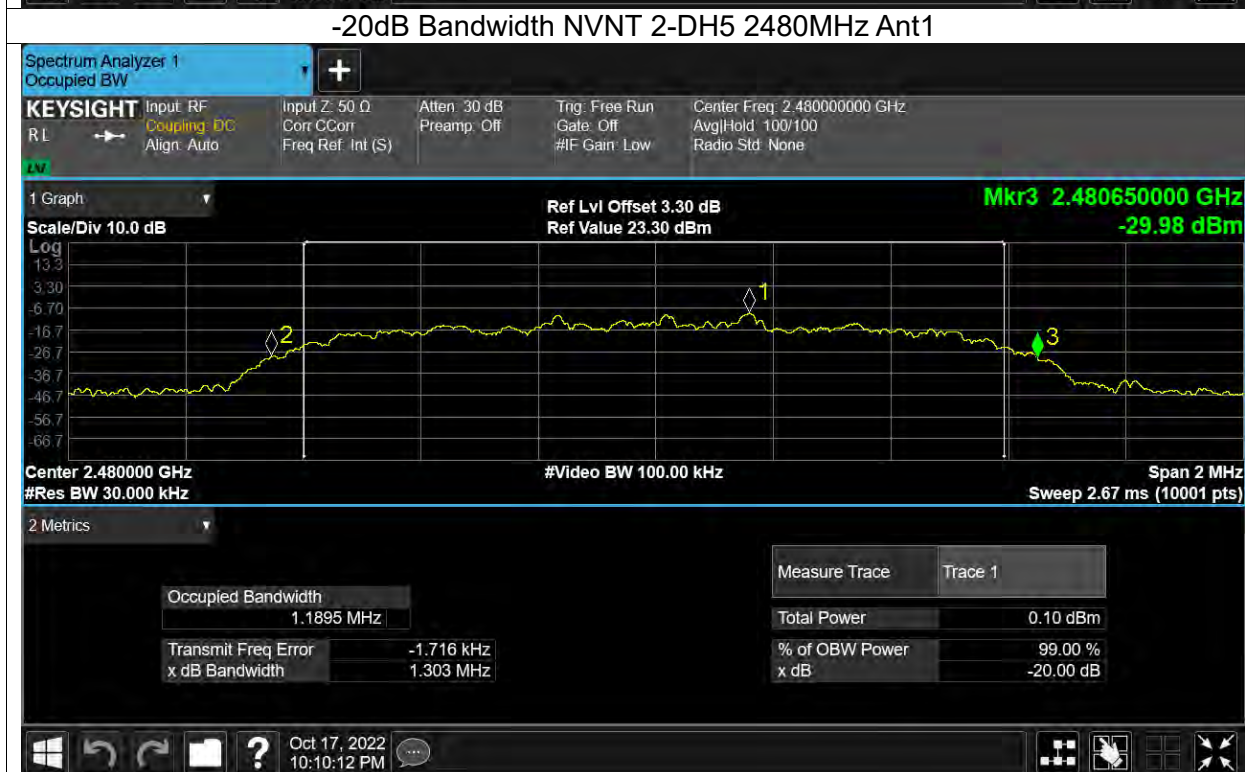 -20dB Bandwidth NVNT 2-DH5 2480MHz Ant1
Spectrum Analyzer 1
Occupied BW
+
KEYSIGHT Input: RF Input Z: 50 Ω Atten: 30 dB Trig: Free Run Center Freq: 2.480000000 GHz
RL Coupling: DC Corr CCorr Preamp: Off Gate: Off Avg|Hold: 100/100
Align: Auto Freq Ref: Int (S) #IF Gain: Low Radio Std: None
1 Graph
Ref Lvl Offset 3.30 dB
Mkr3 2.480650000 GHz
Scale/Div 10.0 dB
Ref Value 23.30 dBm
-29.98 dBm
Log
13.3
3.30
-6.70
-16.7
-26.7
-36.7
-46.7
-56.7
-66.7
1
2
3
Center 2.480000 GHz #Video BW 100.00 kHz Span 2 MHz
#Res BW 30.000 kHz Sweep 2.67 ms (10001 pts)
2 Metrics
Measure Trace Trace 1
Occupied Bandwidth
1.1895 MHz
Total Power 0.10 dBm
Transmit Freq Error -1.716 kHz % of OBW Power 99.00 %
x dB Bandwidth 1.303 MHz x dB -20.00 dB
? Oct 17, 2022
10:10:12 PM